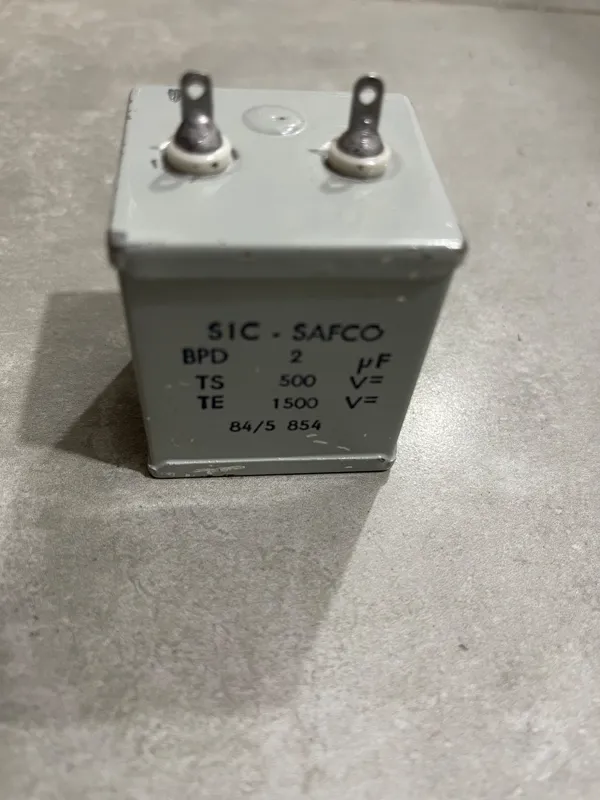 SIC - SAFCO
BPD 2 µF
TS 500 V=
TE 1500 V=
84/5 854